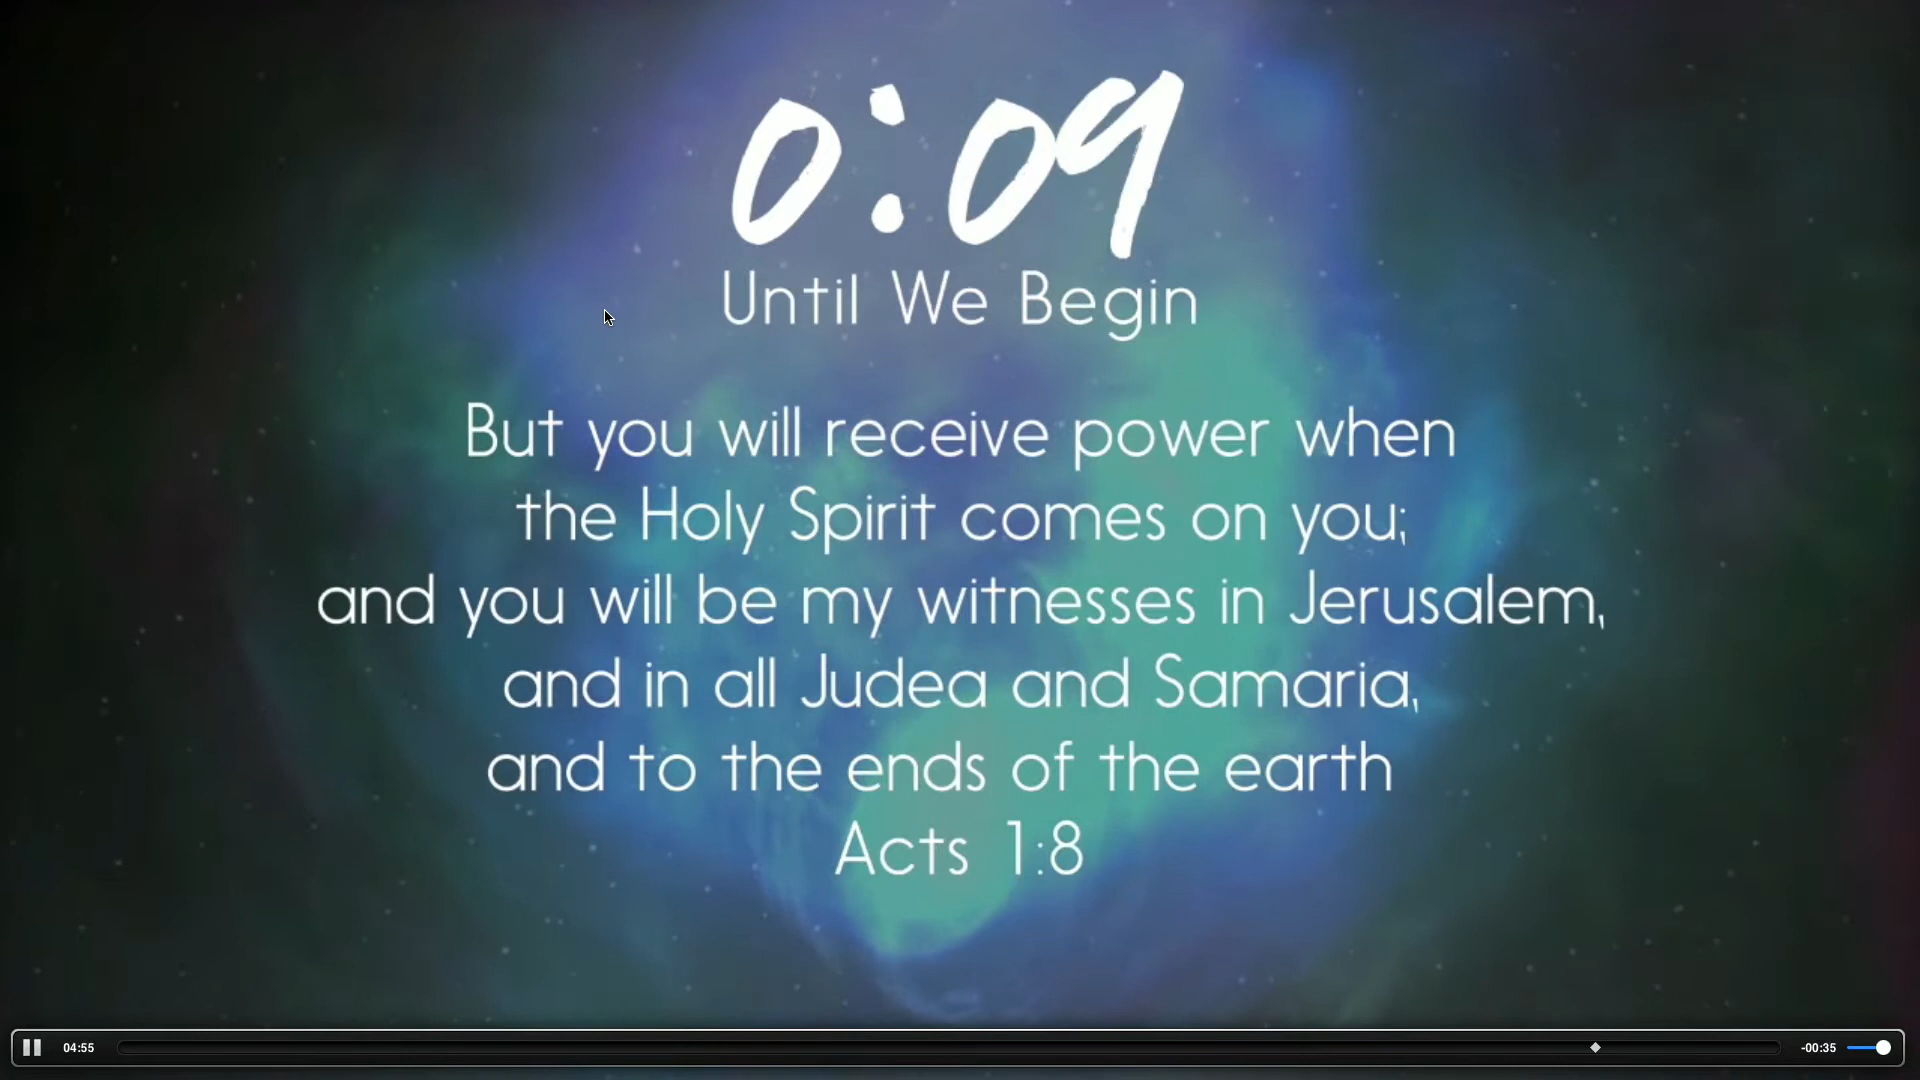 0:09
Until We Begin
But you will receive power when
the Holy Spirit comes on you;
and you will be my witnesses in Jerusalem,
and in all Judea and Samaria,
and to the ends of the earth
Acts 1:8
04:55 -00:35